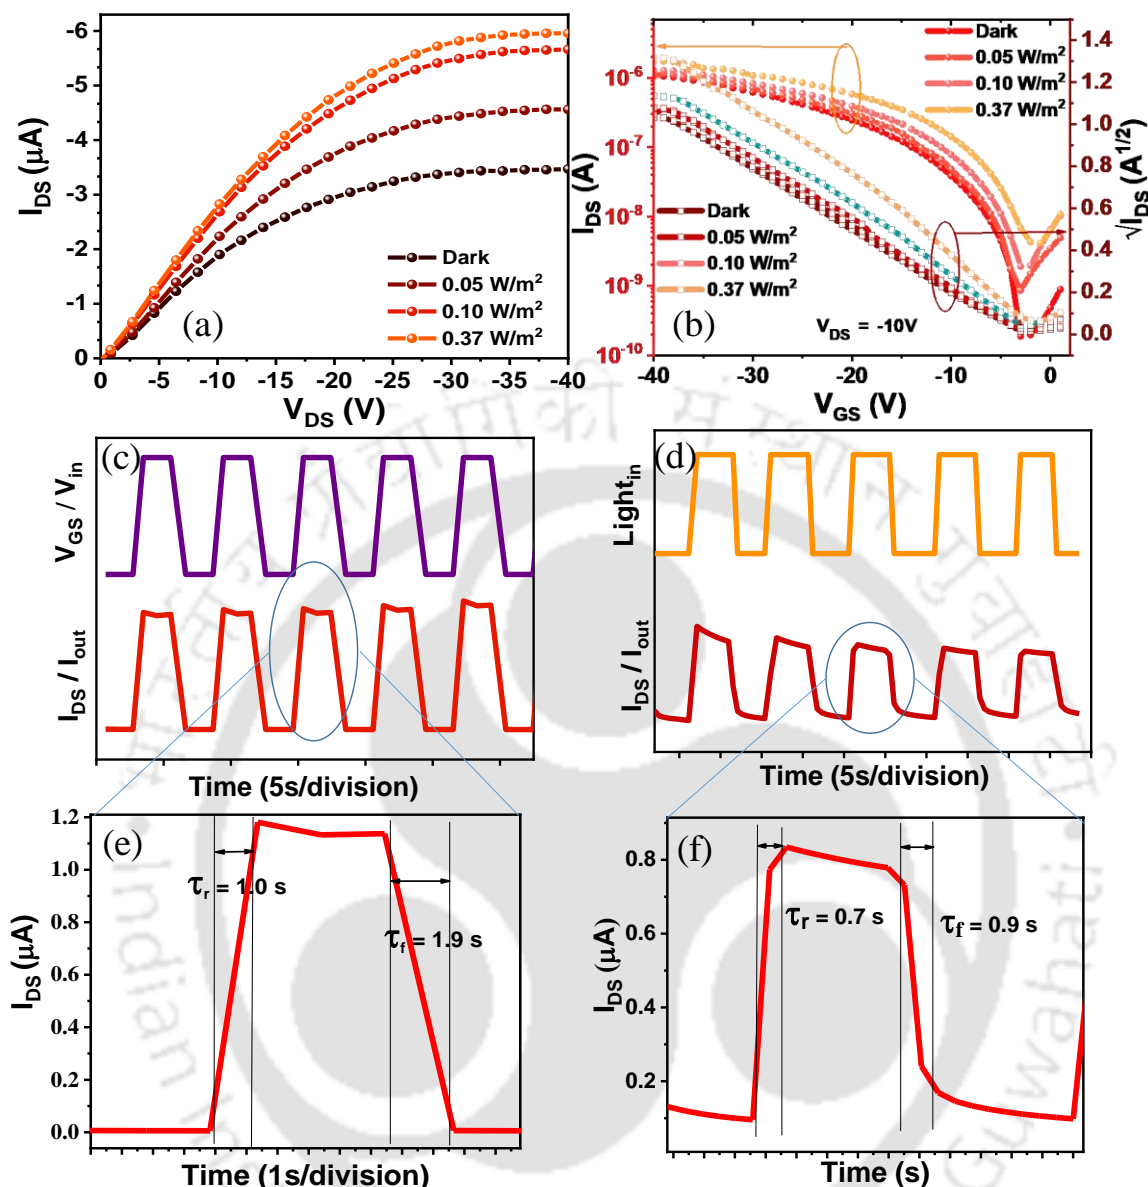 -6
-5
-4
-3
-2
-1
0
I_DS (μA)
Dark
0.05 W/m²
0.10 W/m²
0.37 W/m²
(a)
0 -5 -10 -15 -20 -25 -30 -35 -40
V_DS (V)
10⁻⁶
10⁻⁷
10⁻⁸
10⁻⁹
10⁻¹⁰
I_DS (A)
Dark
0.05 W/m²
0.10 W/m²
0.37 W/m²
Dark
0.05 W/m²
0.10 W/m²
0.37 W/m²
(b)
V_DS = -10V
1.4
1.2
1.0
0.8
0.6
0.4
0.2
0.0
√I_DS (A^1/2)
-40 -30 -20 -10 0
V_GS (V)
(c)
V_GS / V_in
I_DS / I_out
Time (5s/division)
(d)
Light_in
I_DS / I_out
Time (5s/division)
(e)
1.2
1.0
0.8
0.6
0.4
0.2
0.0
I_DS (μA)
τ_r = 1.0 s
τ_f = 1.9 s
Time (1s/division)
(f)
0.8
0.6
0.4
0.2
I_DS (μA)
τ_r = 0.7 s
τ_f = 0.9 s
Time (s)
Indian In
Guwahati